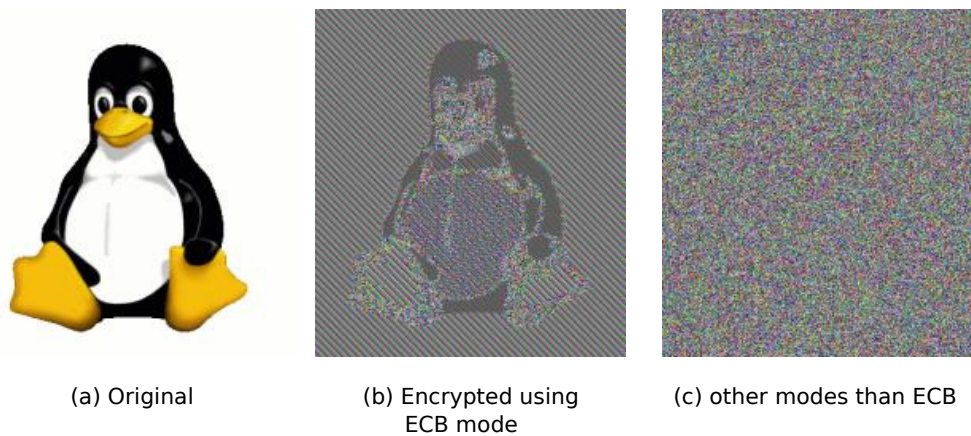 (a) Original
(b) Encrypted using
ECB mode
(c) other modes than ECB